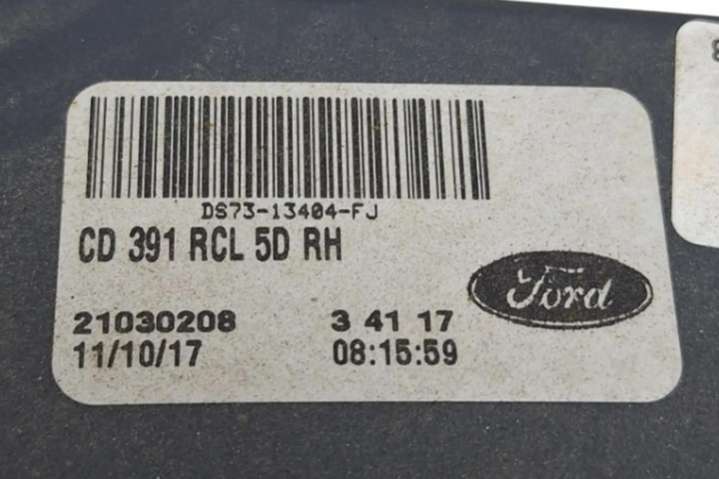 DS73-13404-FJ
CD 391 RCL 5D RH
21030208 3 41 17
11/10/17 08:15:59
Ford